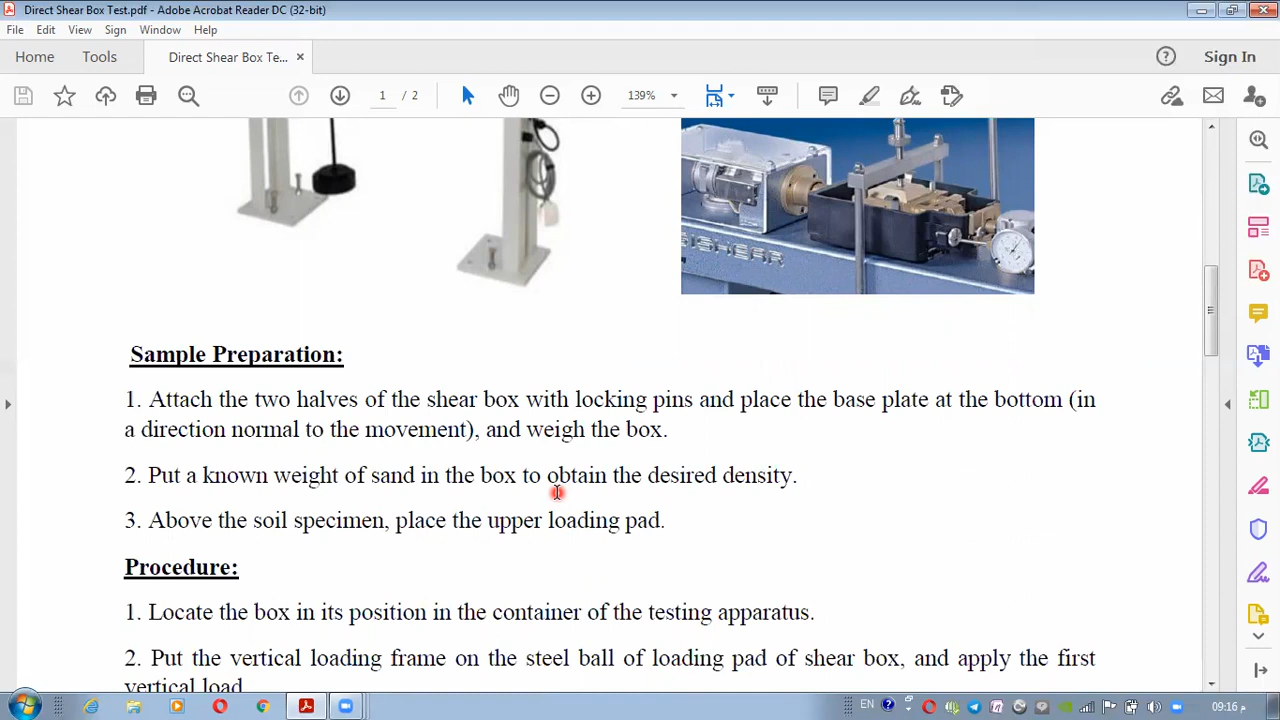 Direct Shear Box Test.pdf - Adobe Acrobat Reader DC (32-bit)
File Edit View Sign Window Help
Home Tools Direct Shear Box Te... × Sign In
1 / 2 139%
SHEAR
Sample Preparation:
1. Attach the two halves of the shear box with locking pins and place the base plate at the bottom (in
a direction normal to the movement), and weigh the box.
2. Put a known weight of sand in the box to obtain the desired density.
3. Above the soil specimen, place the upper loading pad.
Procedure:
1. Locate the box in its position in the container of the testing apparatus.
2. Put the vertical loading frame on the steel ball of loading pad of shear box, and apply the first
vertical load
EN 09:16 م